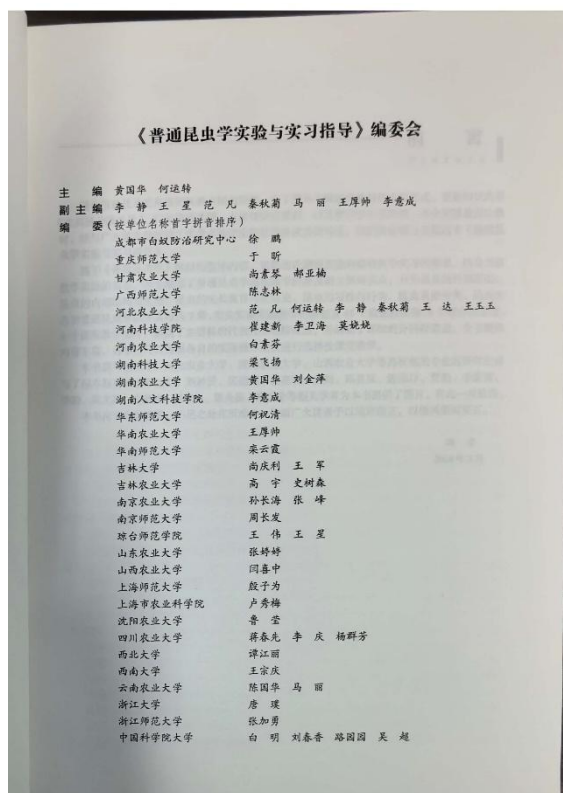 《普通昆虫学实验与实习指导》编委会
主 编 黄国华 何运转
副主编 李 静 王 星 范 凡 秦秋菊 马 丽 王厚帅 李意成
编 委(按单位名称首字拼音排序)
成都市白蚁防治研究中心 徐 鹏
重庆师范大学 于 昕
甘肃农业大学 尚素琴 郝亚楠
广西师范大学 陈志林
河北农业大学 范 凡 何运转 李 静 秦秋菊 王 达 王玉玉
河南科技学院 崔建新 李卫海 莫晓晓
河南农业大学 白素芬
湖南科技大学 梁飞扬
湖南农业大学 黄国华 刘金萍
湖南人文科技学院 李意成
华东师范大学 何祝清
华南农业大学 王厚帅
华南师范大学 栾云霞
吉林大学 尚庆利 王 军
吉林农业大学 高 宇 史树森
南京农业大学 孙长海 张 峰
南京师范大学 周长发
琼台师范学院 王 伟 王 星
山东农业大学 张婷婷
山西农业大学 闫喜中
上海师范大学 殷子为
上海市农业科学院 卢秀梅
沈阳农业大学 鲁 莹
四川农业大学 蒋春先 李 庆 杨群芳
西北大学 谭江丽
西南大学 王宗庆
云南农业大学 陈国华 马 丽
浙江大学 唐 璞
浙江师范大学 张加勇
中国科学院大学 白 明 刘春香 路园园 吴 超